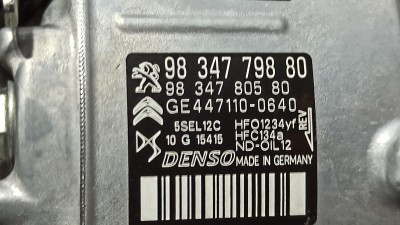 98 347 798 80
98 347 805 80
GE447110-0640
5SEL12C HFO1234yf
10 G 15415 HFC134a
ND-OIL12
REV
DENSO MADE IN GERMANY